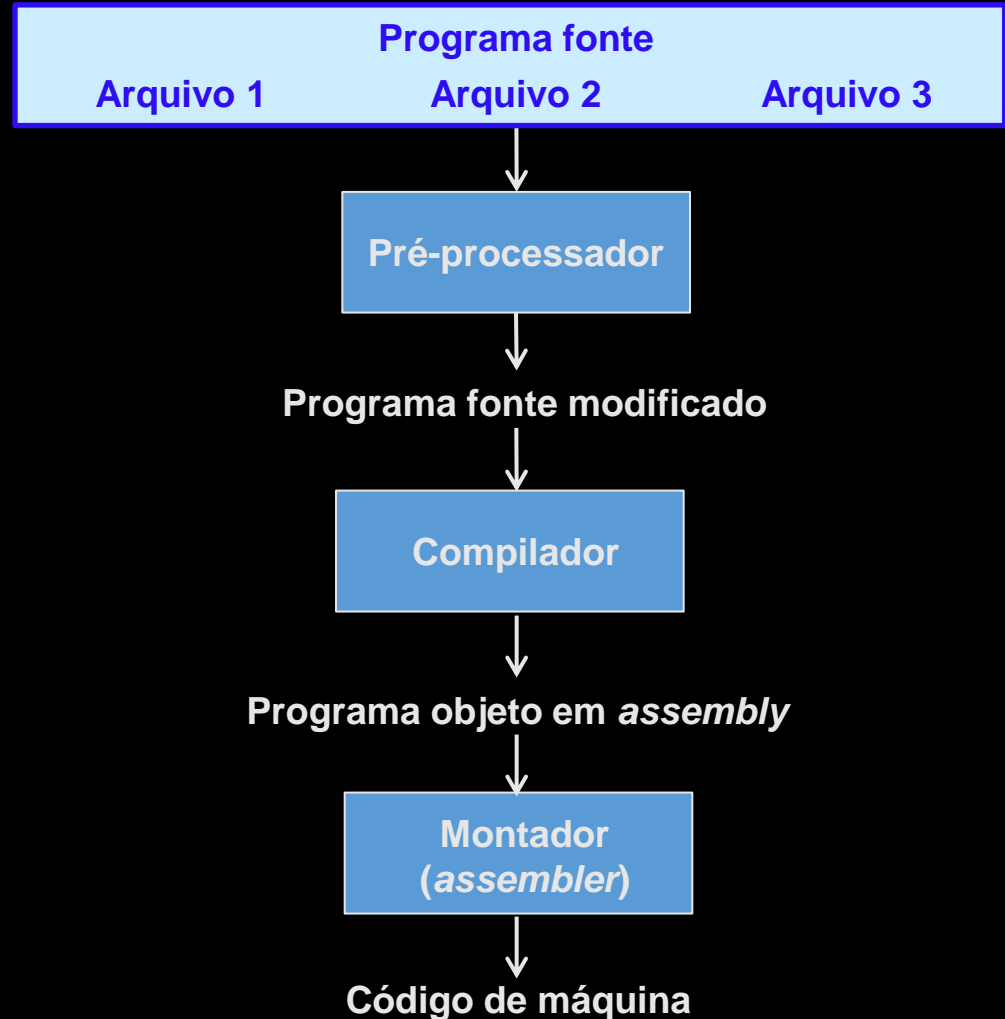 Programa fonte
Arquivo 1 Arquivo 2 Arquivo 3
Pré-processador
Programa fonte modificado
Compilador
Programa objeto em assembly
Montador
(assembler)
Código de máquina